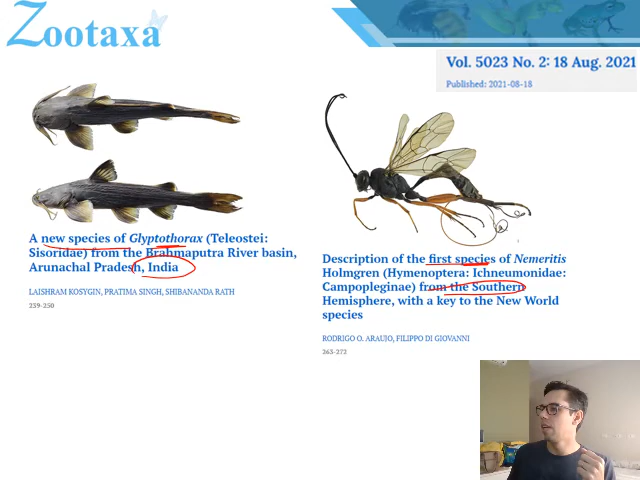 Zootaxa
Vol. 5023 No. 2: 18 Aug. 2021
Published: 2021-08-18
A new species of Glyptothorax (Teleostei:
Sisoridae) from the Brahmaputra River basin,
Arunachal Pradesh, India
LAISHRAM KOSYGIN, PRATIMA SINGH, SHIBANANDA RATH
239-250
Description of the first species of Nemeritis
Holmgren (Hymenoptera: Ichneumonidae:
Campopleginae) from the Southern
Hemisphere, with a key to the New World
species
RODRIGO O. ARAUJO, FILIPPO DI GIOVANNI
263-272